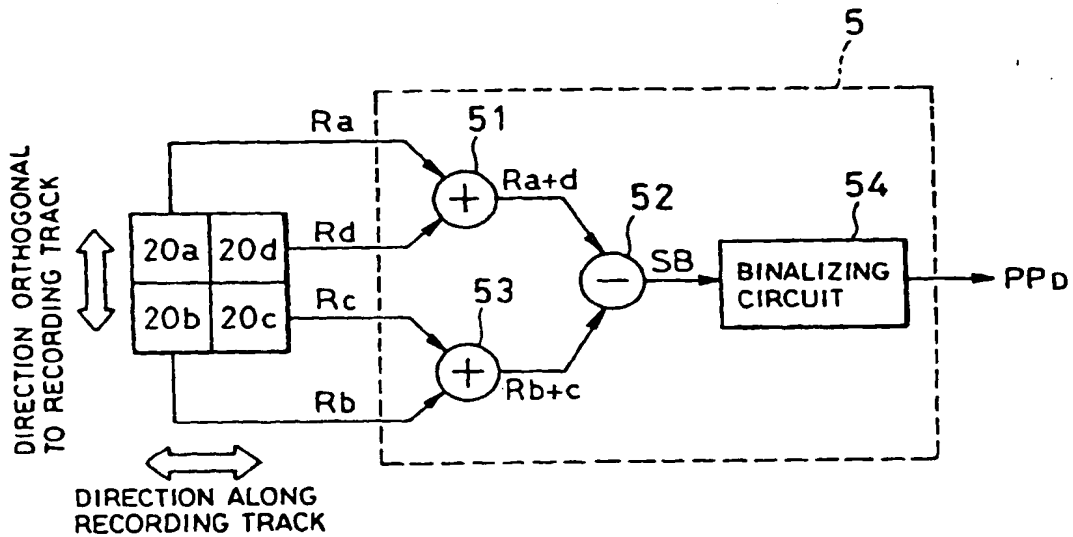 5
Ra
51
Ra+d
52
54
DIRECTION ORTHOGONAL
TO RECORDING TRACK
20a 20d
Rd
SB
BINALIZING
CIRCUIT
PPD
20b 20c
Rc
53
Rb
Rb+c
DIRECTION ALONG
RECORDING TRACK